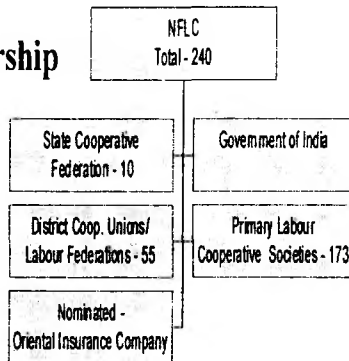 rship
NFLC
Total - 240
State Cooperative
Federation - 10
Government of India
District Coop. Unions/
Labour Federations - 55
Primary Labour
Cooperative Societies - 173
Nominated -
Oriental Insurance Company